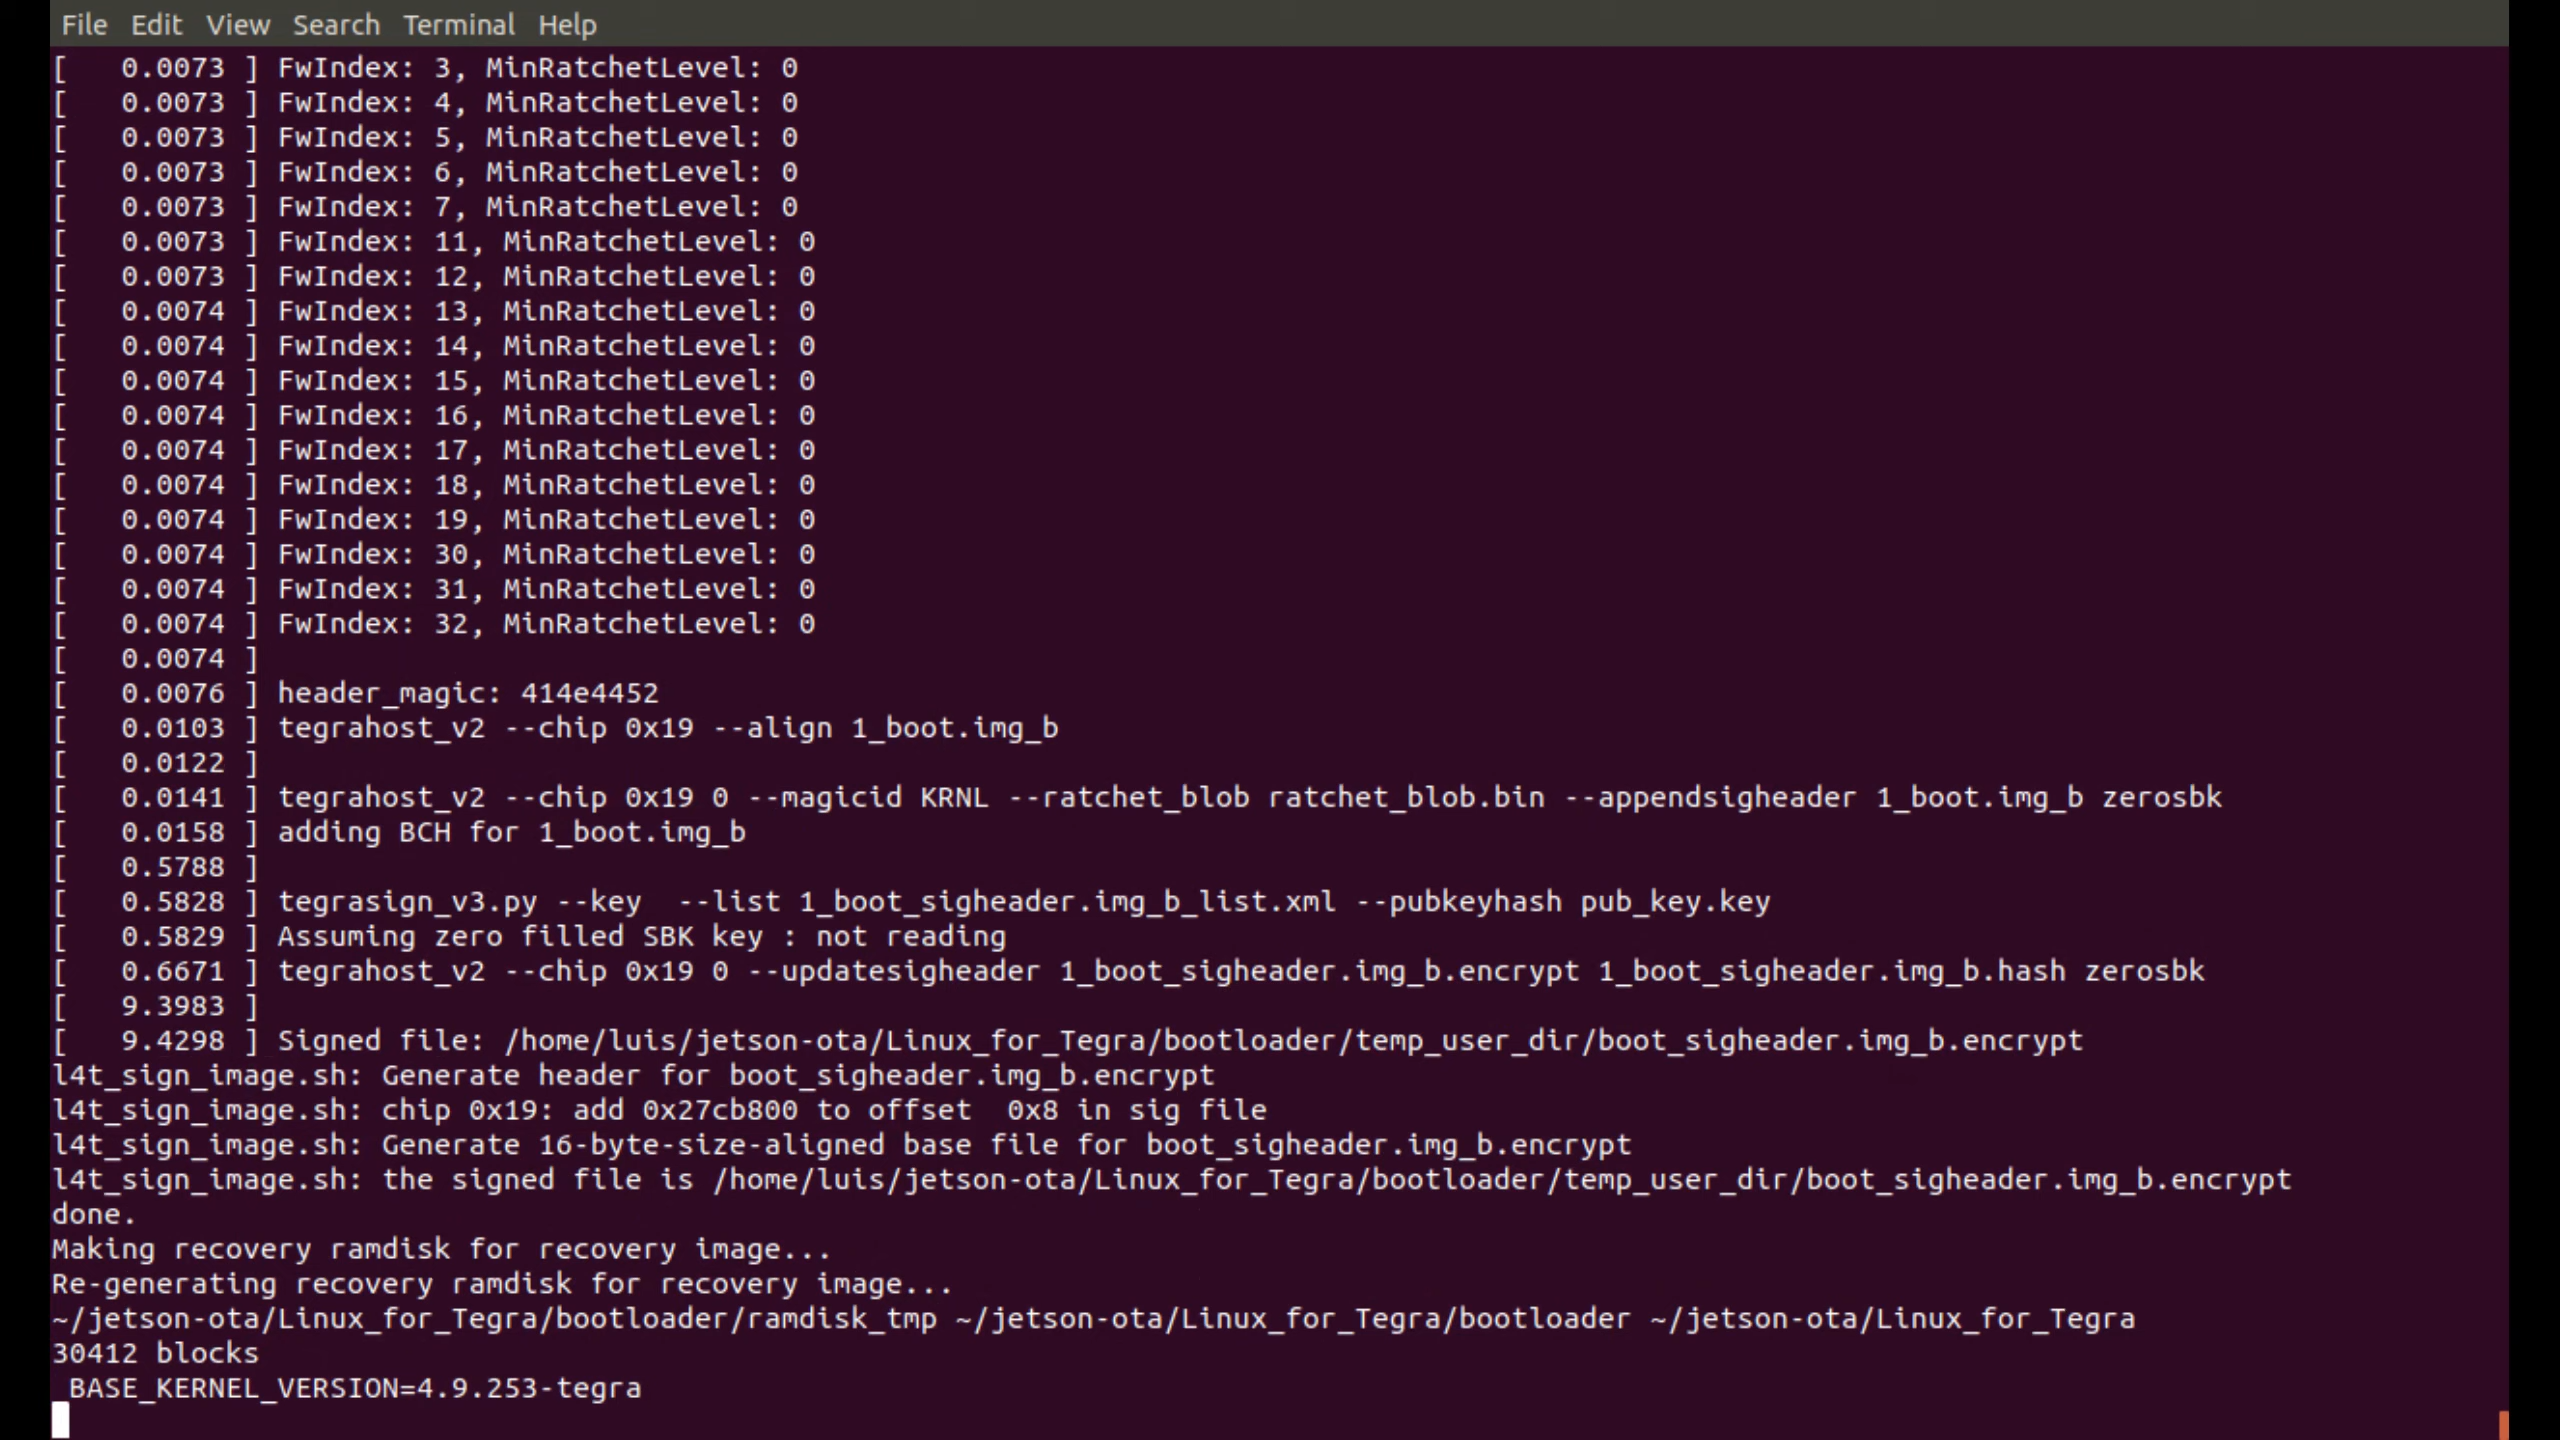 File Edit View Search Terminal Help
[   0.0073 ] FwIndex: 3, MinRatchetLevel: 0
[   0.0073 ] FwIndex: 4, MinRatchetLevel: 0
[   0.0073 ] FwIndex: 5, MinRatchetLevel: 0
[   0.0073 ] FwIndex: 6, MinRatchetLevel: 0
[   0.0073 ] FwIndex: 7, MinRatchetLevel: 0
[   0.0073 ] FwIndex: 11, MinRatchetLevel: 0
[   0.0073 ] FwIndex: 12, MinRatchetLevel: 0
[   0.0074 ] FwIndex: 13, MinRatchetLevel: 0
[   0.0074 ] FwIndex: 14, MinRatchetLevel: 0
[   0.0074 ] FwIndex: 15, MinRatchetLevel: 0
[   0.0074 ] FwIndex: 16, MinRatchetLevel: 0
[   0.0074 ] FwIndex: 17, MinRatchetLevel: 0
[   0.0074 ] FwIndex: 18, MinRatchetLevel: 0
[   0.0074 ] FwIndex: 19, MinRatchetLevel: 0
[   0.0074 ] FwIndex: 30, MinRatchetLevel: 0
[   0.0074 ] FwIndex: 31, MinRatchetLevel: 0
[   0.0074 ] FwIndex: 32, MinRatchetLevel: 0
[   0.0074 ]
[   0.0076 ] header_magic: 414e4452
[   0.0103 ] tegrahost_v2 --chip 0x19 --align 1_boot.img_b
[   0.0122 ]
[   0.0141 ] tegrahost_v2 --chip 0x19 0 --magicid KRNL --ratchet_blob ratchet_blob.bin --appendsigheader 1_boot.img_b zerosbk
[   0.0158 ] adding BCH for 1_boot.img_b
[   0.5788 ]
[   0.5828 ] tegrasign_v3.py --key  --list 1_boot_sigheader.img_b_list.xml --pubkeyhash pub_key.key
[   0.5829 ] Assuming zero filled SBK key : not reading
[   0.6671 ] tegrahost_v2 --chip 0x19 0 --updatesigheader 1_boot_sigheader.img_b.encrypt 1_boot_sigheader.img_b.hash zerosbk
[   9.3983 ]
[   9.4298 ] Signed file: /home/luis/jetson-ota/Linux_for_Tegra/bootloader/temp_user_dir/boot_sigheader.img_b.encrypt
l4t_sign_image.sh: Generate header for boot_sigheader.img_b.encrypt
l4t_sign_image.sh: chip 0x19: add 0x27cb800 to offset  0x8 in sig file
l4t_sign_image.sh: Generate 16-byte-size-aligned base file for boot_sigheader.img_b.encrypt
l4t_sign_image.sh: the signed file is /home/luis/jetson-ota/Linux_for_Tegra/bootloader/temp_user_dir/boot_sigheader.img_b.encrypt
done.
Making recovery ramdisk for recovery image...
Re-generating recovery ramdisk for recovery image...
~/jetson-ota/Linux_for_Tegra/bootloader/ramdisk_tmp ~/jetson-ota/Linux_for_Tegra/bootloader ~/jetson-ota/Linux_for_Tegra
30412 blocks
 BASE_KERNEL_VERSION=4.9.253-tegra